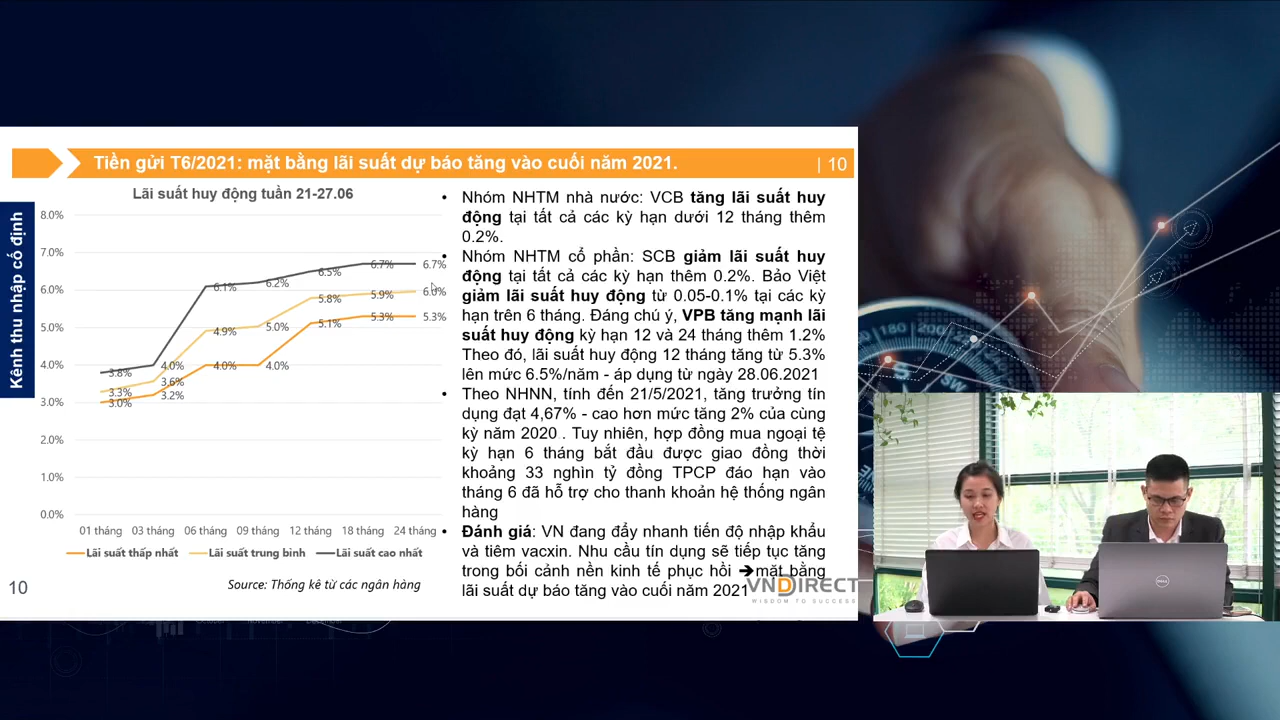 Tiền gửi T6/2021: mặt bằng lãi suất dự báo tăng vào cuối năm 2021.
| 10
Kênh thu nhập cố định
Lãi suất huy động tuần 21-27.06
8.0%
7.0%
6.0%
5.0%
4.0%
3.0%
2.0%
1.0%
0.0%
3.8% 4.0% 6.1% 6.2% 6.5% 6.7% 6.7%
3.3% 3.6% 4.9% 5.0% 5.8% 5.9% 6.0%
3.0% 3.2% 4.0% 4.0% 5.1% 5.3% 5.3%
01 tháng 03 tháng 06 tháng 09 tháng 12 tháng 18 tháng 24 tháng
Lãi suất thấp nhất Lãi suất trung bình Lãi suất cao nhất
10
Source: Thống kê từ các ngân hàng
• Nhóm NHTM nhà nước: VCB tăng lãi suất huy
động tại tất cả các kỳ hạn dưới 12 tháng thêm
0.2%.
• Nhóm NHTM cổ phần: SCB giảm lãi suất huy
động tại tất cả các kỳ hạn thêm 0.2%. Bảo Việt
giảm lãi suất huy động từ 0.05-0.1% tại các kỳ
hạn trên 6 tháng. Đáng chú ý, VPB tăng mạnh lãi
suất huy động kỳ hạn 12 và 24 tháng thêm 1.2%
Theo đó, lãi suất huy động 12 tháng tăng từ 5.3%
lên mức 6.5%/năm - áp dụng từ ngày 28.06.2021
• Theo NHNN, tính đến 21/5/2021, tăng trưởng tín
dụng đạt 4,67% - cao hơn mức tăng 2% của cùng
kỳ năm 2020 . Tuy nhiên, hợp đồng mua ngoại tệ
kỳ hạn 6 tháng bắt đầu được giao đồng thời
khoảng 33 nghìn tỷ đồng TPCP đáo hạn vào
tháng 6 đã hỗ trợ cho thanh khoản hệ thống ngân
hàng
• Đánh giá: VN đang đẩy nhanh tiến độ nhập khẩu
và tiêm vacxin. Nhu cầu tín dụng sẽ tiếp tục tăng
trong bối cảnh nền kinh tế phục hồi ➔mặt bằng
lãi suất dự báo tăng vào cuối năm 2021
VNDIRECT
WISDOM TO SUCCESS
180
200
SW
DELL
October November December